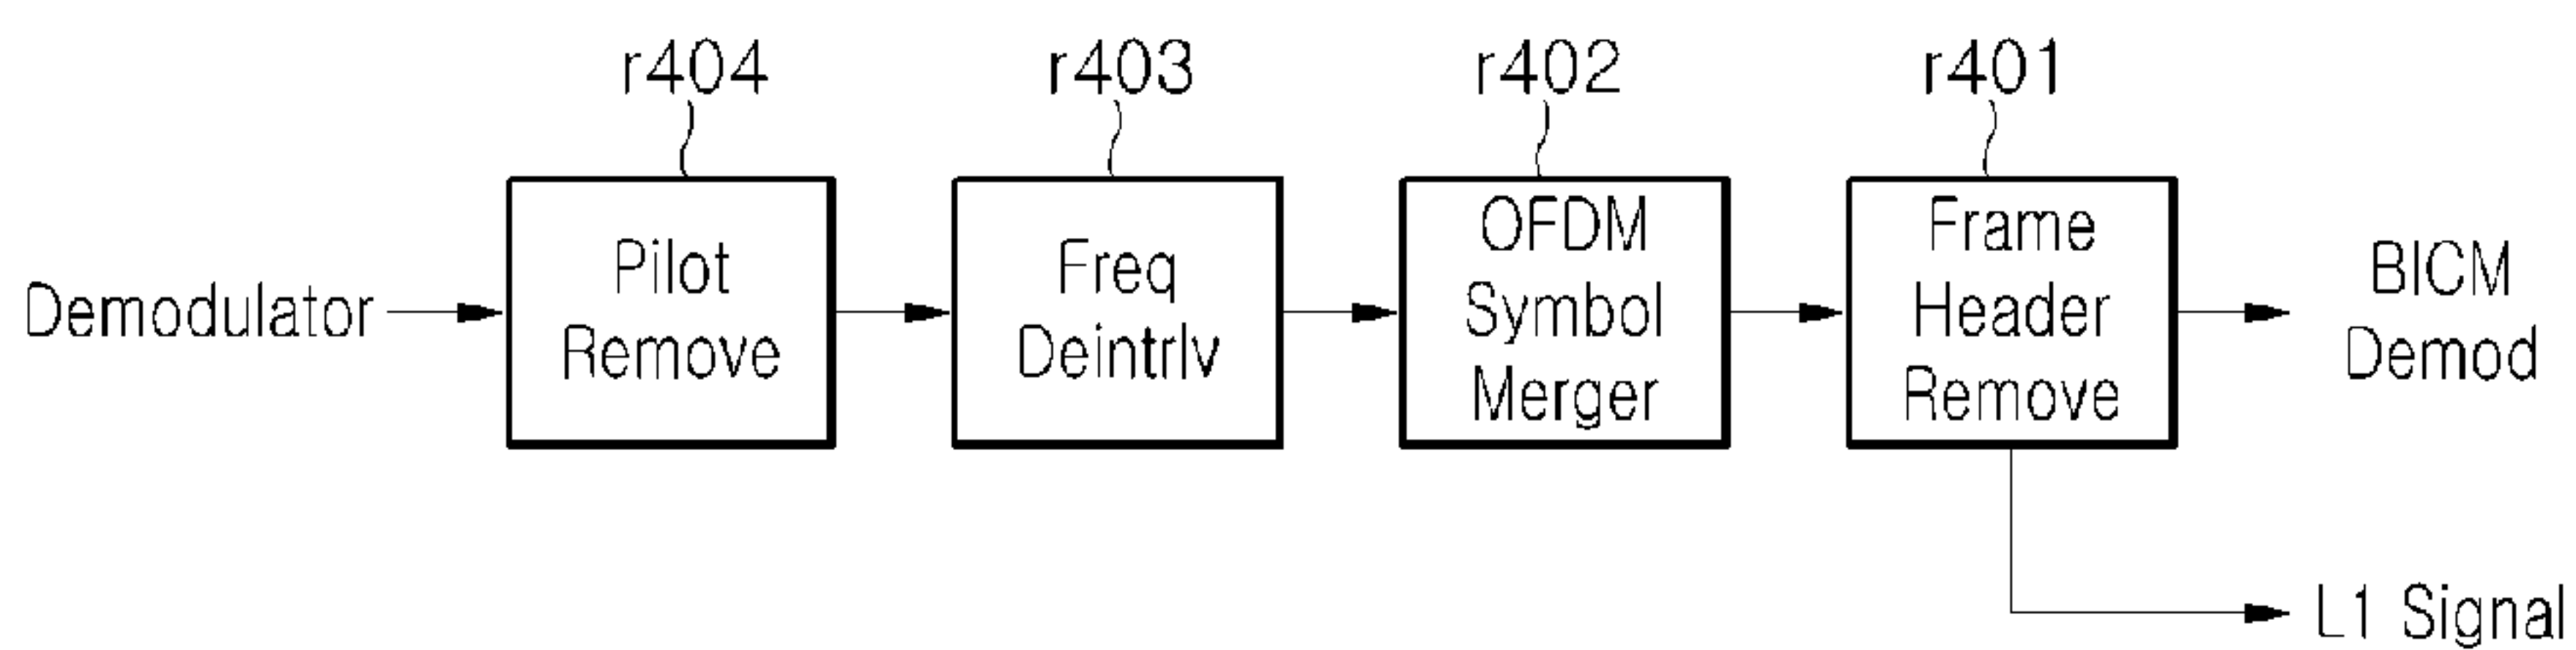 r404
r403
r402
r401
Demodulator
Pilot
Remove
Freq
Deintrlv
OFDM
Symbol
Merger
Frame
Header
Remove
BICM
Demod
L1 Signal